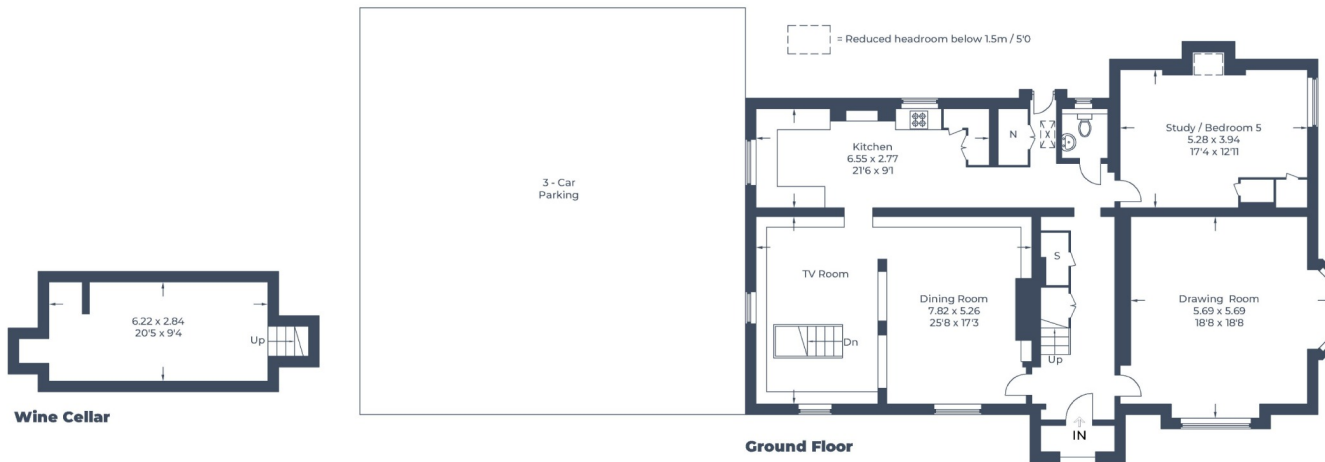 = Reduced headroom below 1.5m / 5'0
Study / Bedroom 5
5.28 x 3.94
17'4 x 12'11
Kitchen
6.55 x 2.77
21'6 x 9'1
N
3 - Car
Parking
TV Room
S
Dining Room
7.82 x 5.26
25'8 x 17'3
Drawing Room
5.69 x 5.69
18'8 x 18'8
Dn
Up
6.22 x 2.84
20'5 x 9'4
Up
Wine Cellar
IN
Ground Floor